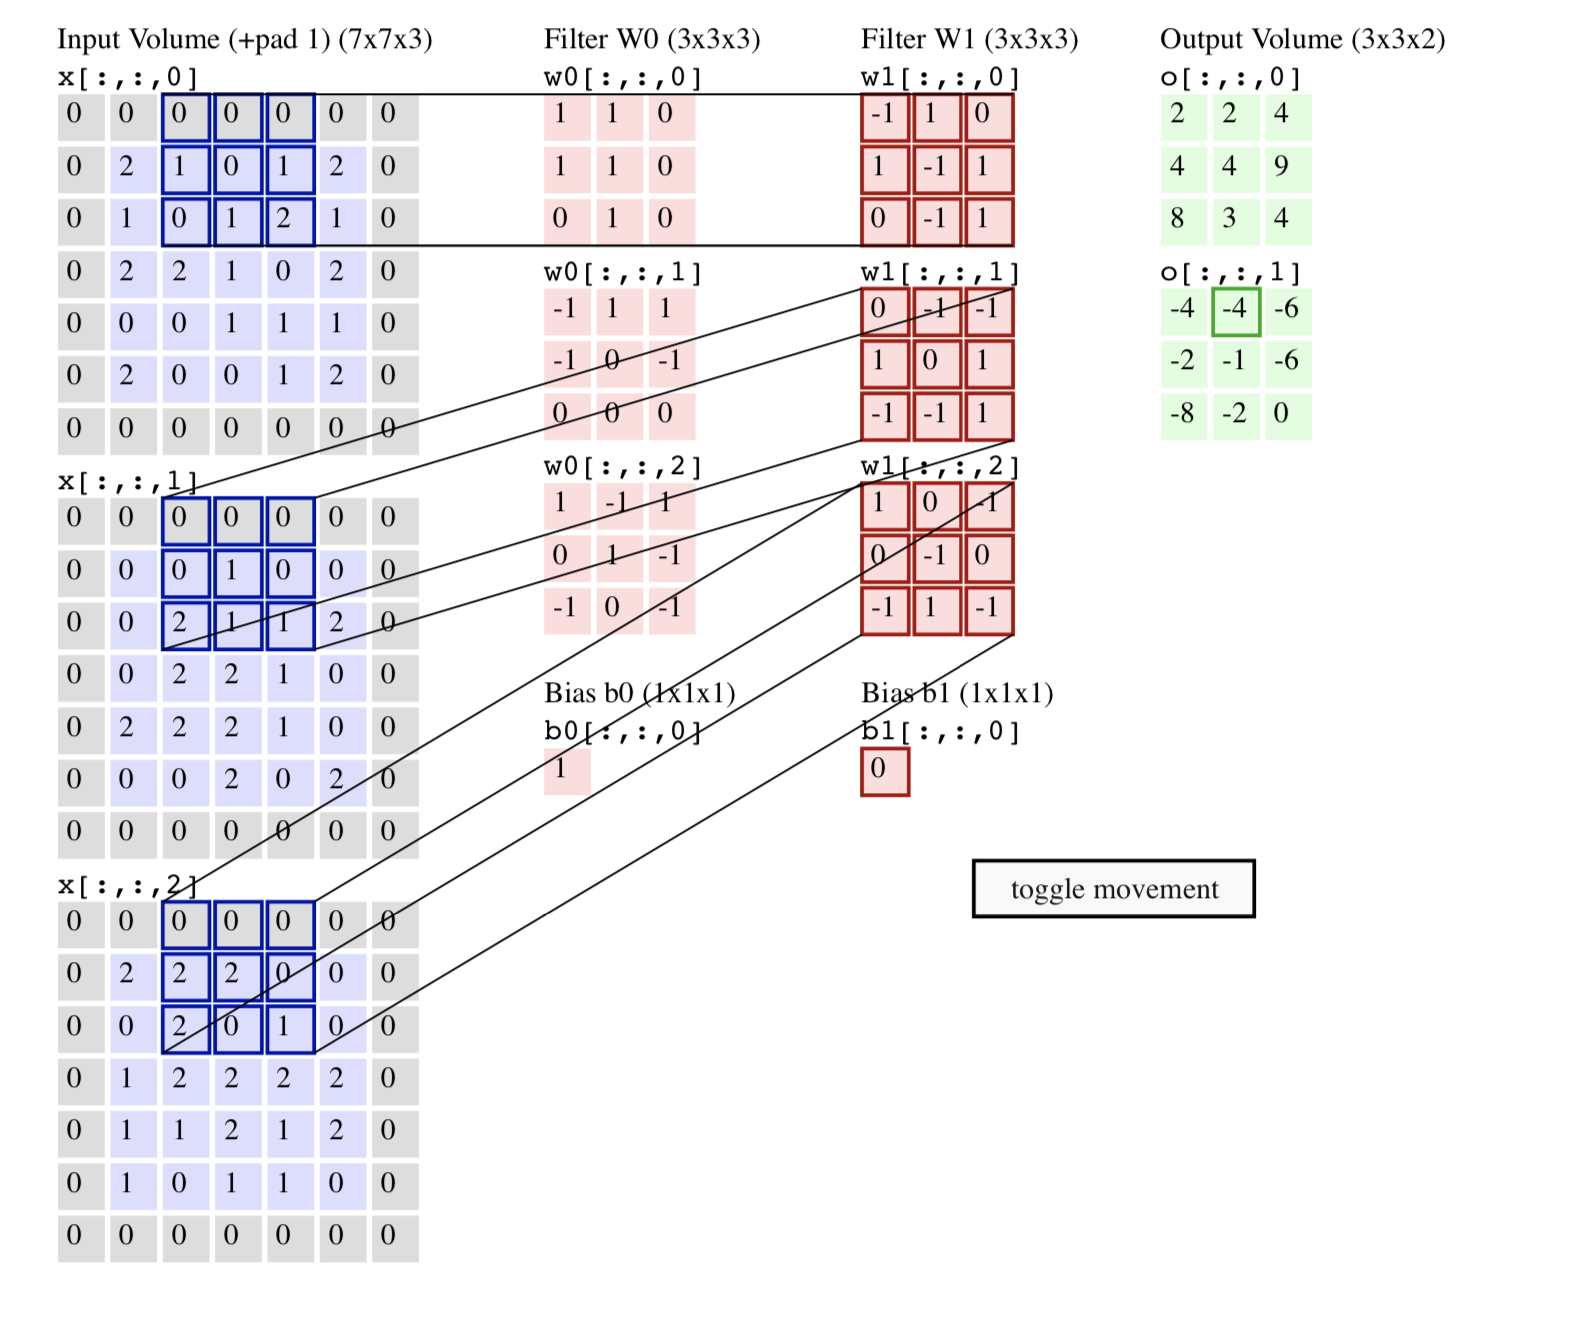 Input Volume (+pad 1) (7x7x3)
x[:,:,0]
0 0 0 0 0 0 0
0 2 1 0 1 2 0
0 1 0 1 2 1 0
0 2 2 1 0 2 0
0 0 0 1 1 1 0
0 2 0 0 1 2 0
0 0 0 0 0 0 0
x[:,:,1]
0 0 0 0 0 0 0
0 0 0 1 0 0 0
0 0 2 1 1 2 0
0 0 2 2 1 0 0
0 2 2 2 1 0 0
0 0 0 2 0 2 0
0 0 0 0 0 0 0
x[:,:,2]
0 0 0 0 0 0 0
0 2 2 2 0 0 0
0 0 2 0 1 0 0
0 1 2 2 2 2 0
0 1 1 2 1 2 0
0 1 0 1 1 0 0
0 0 0 0 0 0 0
Filter W0 (3x3x3)
w0[:,:,0]
1 1 0
1 1 0
0 1 0
w0[:,:,1]
-1 1 1
-1 0 -1
0 0 0
w0[:,:,2]
1 -1 1
0 1 -1
-1 0 -1
Bias b0 (1x1x1)
b0[:,:,0]
1
Filter W1 (3x3x3)
w1[:,:,0]
-1 1 0
1 -1 1
0 -1 1
w1[:,:,1]
0 -1 -1
1 0 1
-1 -1 1
w1[:,:,2]
1 0 -1
0 -1 0
-1 1 -1
Bias b1 (1x1x1)
b1[:,:,0]
0
Output Volume (3x3x2)
o[:,:,0]
2 2 4
4 4 9
8 3 4
o[:,:,1]
-4 -4 -6
-2 -1 -6
-8 -2 0
toggle movement